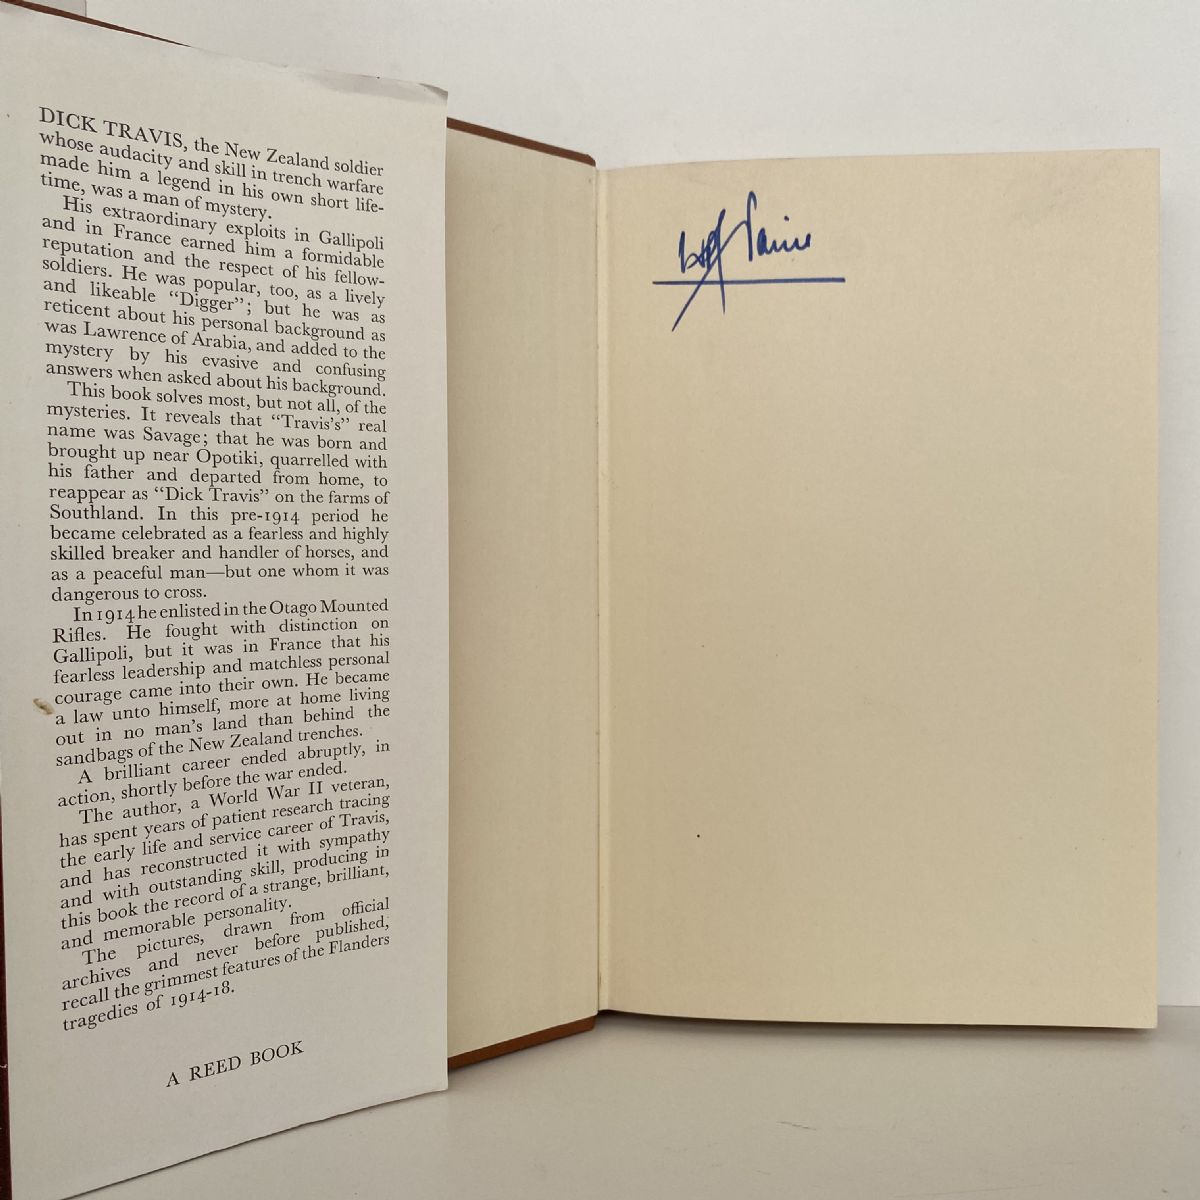 DICK TRAVIS, the New Zealand soldier
whose audacity and skill in trench warfare
made him a legend in his own short life-
time, was a man of mystery.
His extraordinary exploits in Gallipoli
and in France earned him a formidable
reputation and the respect of his fellow-
soldiers. He was popular, too, as a lively
and likeable “Digger”; but he was as
reticent about his personal background as
was Lawrence of Arabia, and added to the
mystery by his evasive and confusing
answers when asked about his background.
This book solves most, but not all, of the
mysteries. It reveals that “Travis’s” real
name was Savage; that he was born and
brought up near Opotiki, quarrelled with
his father and departed from home, to
reappear as “Dick Travis” on the farms of
Southland. In this pre-1914 period he
became celebrated as a fearless and highly
skilled breaker and handler of horses, and
as a peaceful man—but one whom it was
dangerous to cross.
In 1914 he enlisted in the Otago Mounted
Rifles. He fought with distinction on
Gallipoli, but it was in France that his
fearless leadership and matchless personal
courage came into their own. He became
a law unto himself, more at home living
out in no man’s land than behind the
sandbags of the New Zealand trenches.
A brilliant career ended abruptly, in
action, shortly before the war ended.
The author, a World War II veteran,
has spent years of patient research tracing
the early life and service career of Travis,
and has reconstructed it with sympathy
and with outstanding skill, producing in
this book the record of a strange, brilliant,
and memorable personality.
The pictures, drawn from official
archives and never before published,
recall the grimmest features of the Flanders
tragedies of 1914-18.
A REED BOOK